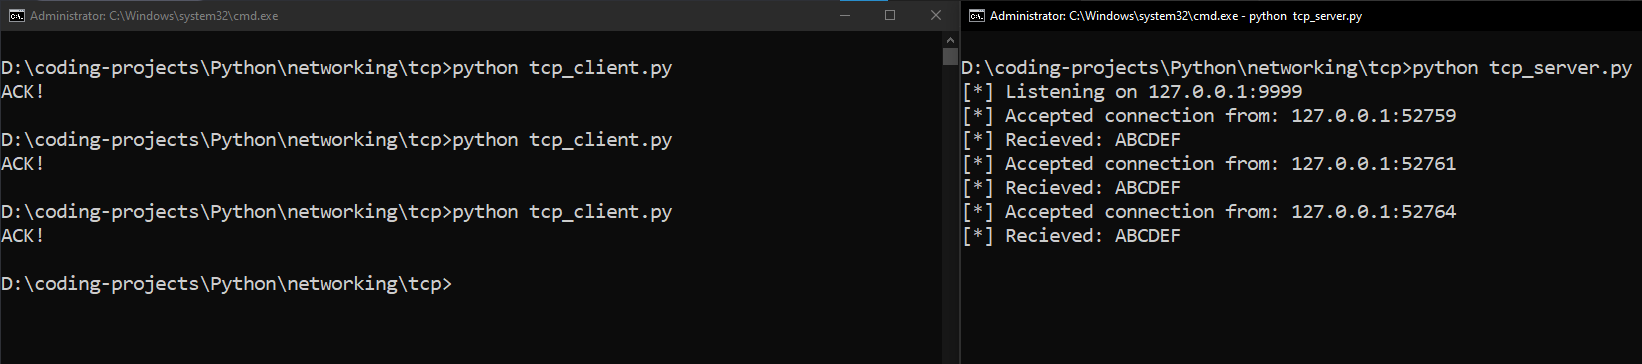 Administrator: C:\Windows\system32\cmd.exe
D:\coding-projects\Python\networking\tcp>python tcp_client.py
ACK!
D:\coding-projects\Python\networking\tcp>python tcp_client.py
ACK!
D:\coding-projects\Python\networking\tcp>python tcp_client.py
ACK!
D:\coding-projects\Python\networking\tcp>
Administrator: C:\Windows\system32\cmd.exe - python  tcp_server.py
D:\coding-projects\Python\networking\tcp>python tcp_server.py
[*] Listening on 127.0.0.1:9999
[*] Accepted connection from: 127.0.0.1:52759
[*] Recieved: ABCDEF
[*] Accepted connection from: 127.0.0.1:52761
[*] Recieved: ABCDEF
[*] Accepted connection from: 127.0.0.1:52764
[*] Recieved: ABCDEF